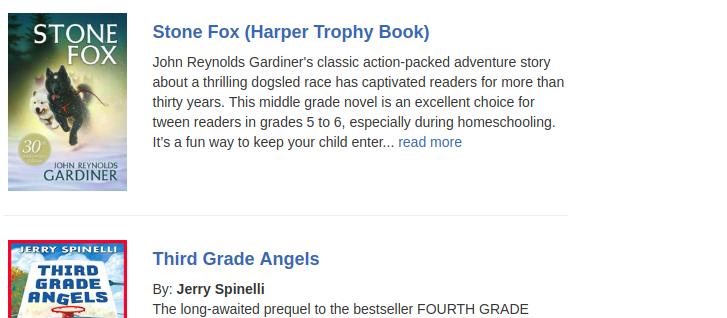 STONE
FOX
30th
JOHN REYNOLDS
GARDINER
Stone Fox (Harper Trophy Book)
John Reynolds Gardiner's classic action-packed adventure story
about a thrilling dogsled race has captivated readers for more than
thirty years. This middle grade novel is an excellent choice for
tween readers in grades 5 to 6, especially during homeschooling.
It's a fun way to keep your child enter... read more
JERRY SPINELLI
THIRD
GRADE
ANGELS
Third Grade Angels
By: Jerry Spinelli
The long-awaited prequel to the bestseller FOURTH GRADE